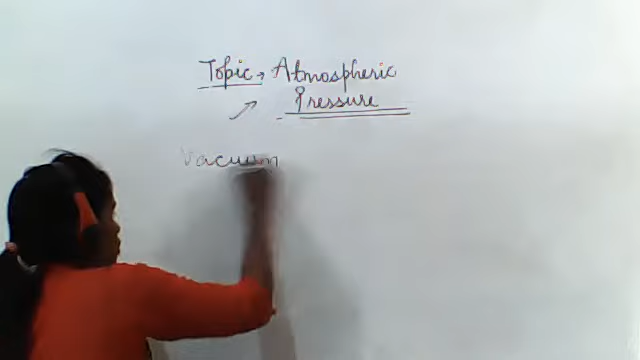 Topic → Atmospheric
Pressure
Vacuum